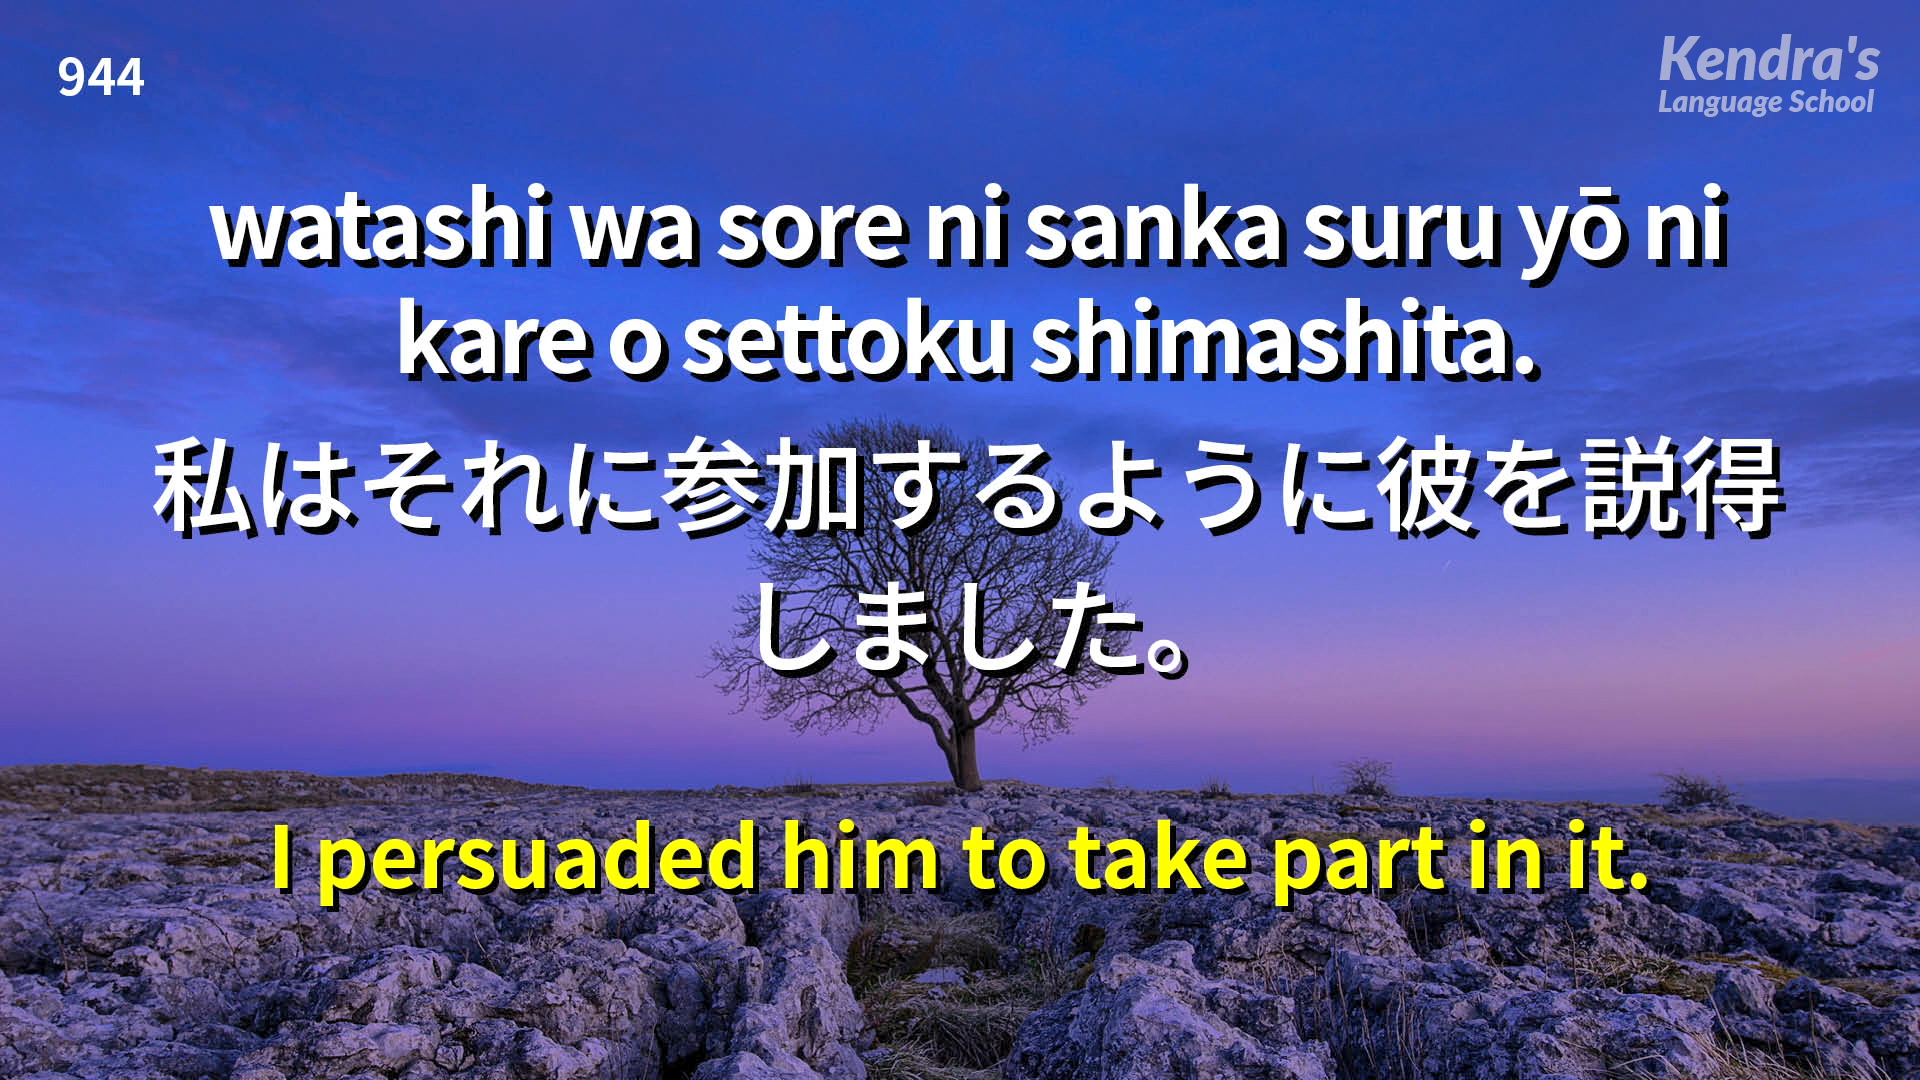 944
Kendra's
Language School
watashi wa sore ni sanka suru yō ni
kare o settoku shimashita.
私はそれに参加するように彼を説得
しました。
I persuaded him to take part in it.